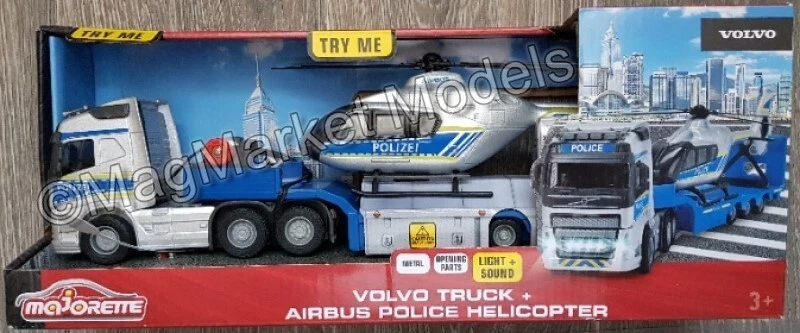 TRY ME
TRY ME
VOLVO
AIRBUS
POLIZEI
POLICE
©MagMarket Models
METAL
OPENING PARTS
LIGHT + SOUND
majorette
VOLVO TRUCK +
AIRBUS POLICE HELICOPTER
3+